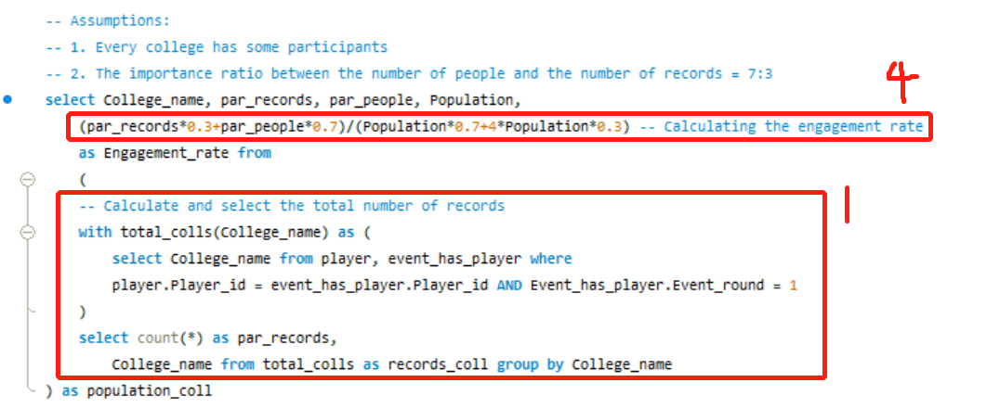 -- Assumptions:
-- 1. Every college has some participants
-- 2. The importance ratio between the number of people and the number of records = 7:3
4
select College_name, par_records, par_people, Population,
(par_records*0.3+par_people*0.7)/(Population*0.7+4*Population*0.3) -- Calculating the engagement rate
as Engagement_rate from
(
-- Calculate and select the total number of records
1
with total_colls(College_name) as (
select College_name from player, event_has_player where
player.Player_id = event_has_player.Player_id AND Event_has_player.Event_round = 1
)
select count(*) as par_records,
College_name from total_colls as records_coll group by College_name
) as population_coll